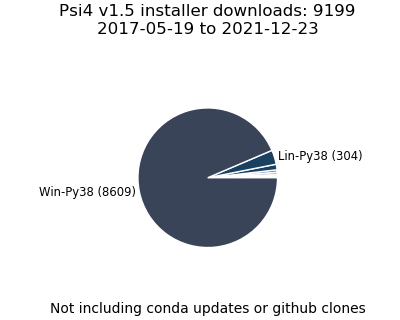 Psi4 v1.5 installer downloads: 9199
2017-05-19 to 2021-12-23
Lin-Py38 (304)
Win-Py38 (8609)
Not including conda updates or github clones